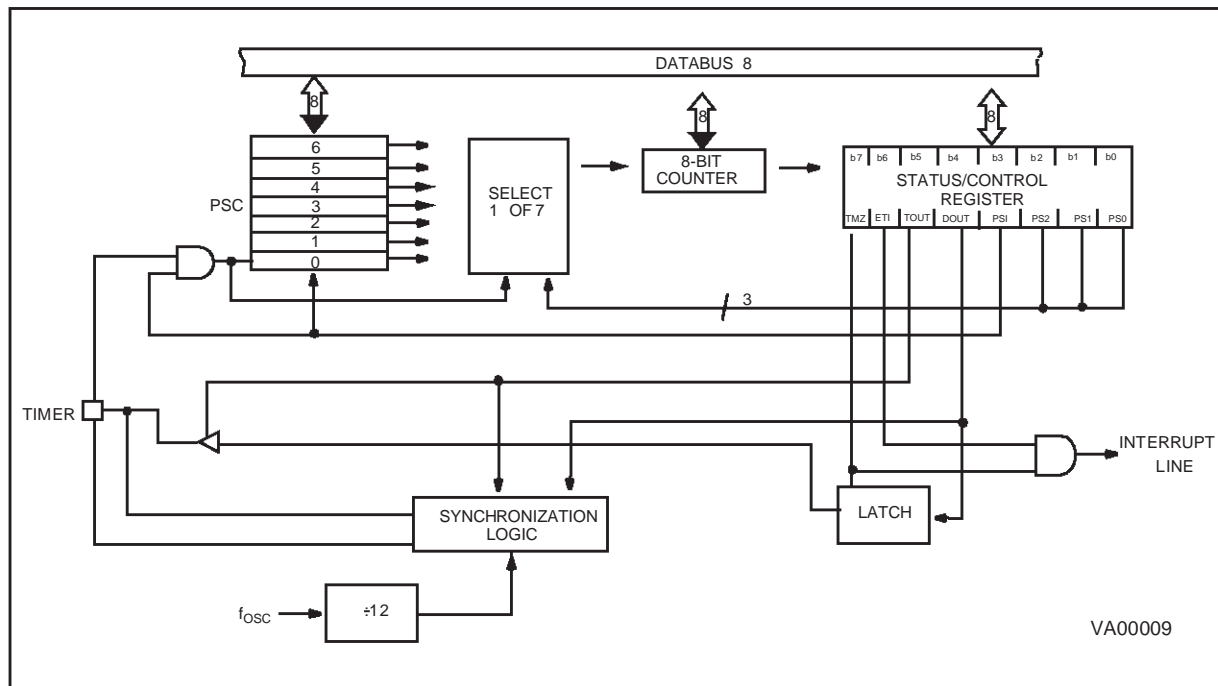 DATABUS 8
8
8
8
6
5
4
3
2
1
0
PSC
SELECT
1 OF 7
8-BIT
COUNTER
b7 b6 b5 b4 b3 b2 b1 b0
STATUS/CONTROL
REGISTER
TMZ ETI TOUT DOUT PSI PS2 PS1 PS0
3
TIMER
INTERRUPT
LINE
SYNCHRONIZATION
LOGIC
LATCH
fOSC
÷12
VA00009